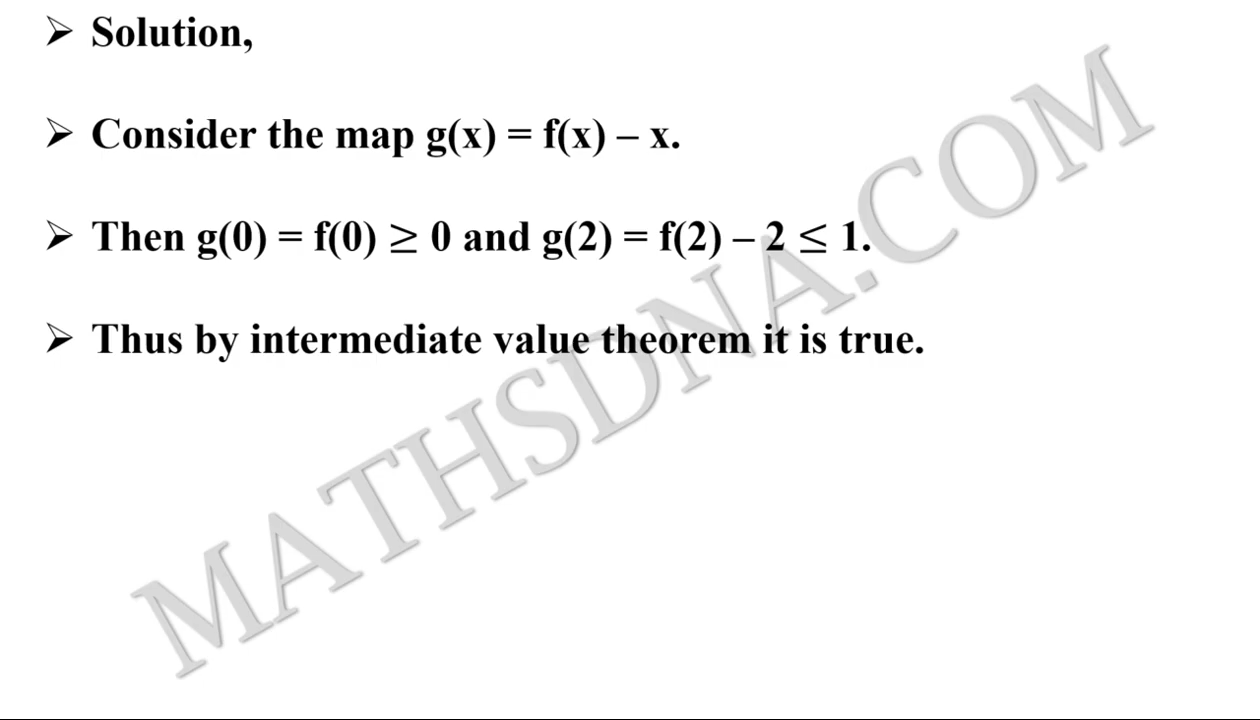 ➢ Solution,
➢ Consider the map g(x) = f(x) – x.
➢ Then g(0) = f(0) ≥ 0 and g(2) = f(2) – 2 ≤ 1.
➢ Thus by intermediate value theorem it is true.
MATHSDNA.COM